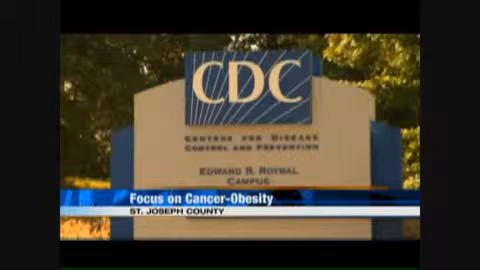 CDC
CENTERS FOR DISEASE
CONTROL AND PREVENTION
EDWARD R. ROYBAL
CAMPUS
Focus on Cancer-Obesity
ST. JOSEPH COUNTY